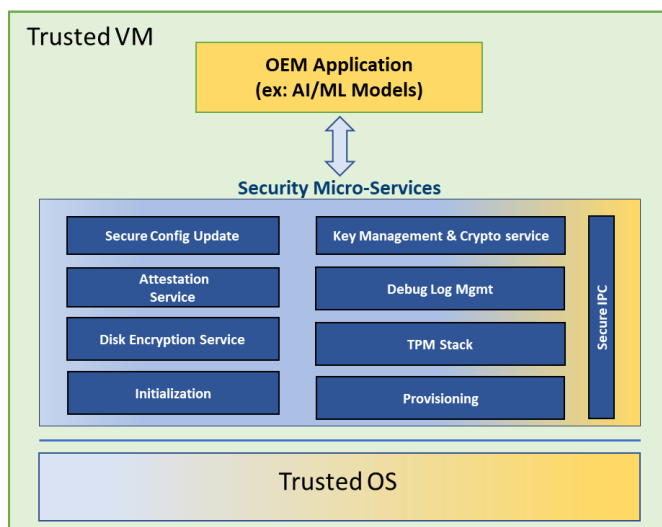 Trusted VM
OEM Application
(ex: AI/ML Models)
Security Micro-Services
Secure Config Update
Key Management & Crypto service
Attestation
Service
Debug Log Mgmt
Disk Encryption Service
TPM Stack
Initialization
Provisioning
Secure IPC
Trusted OS